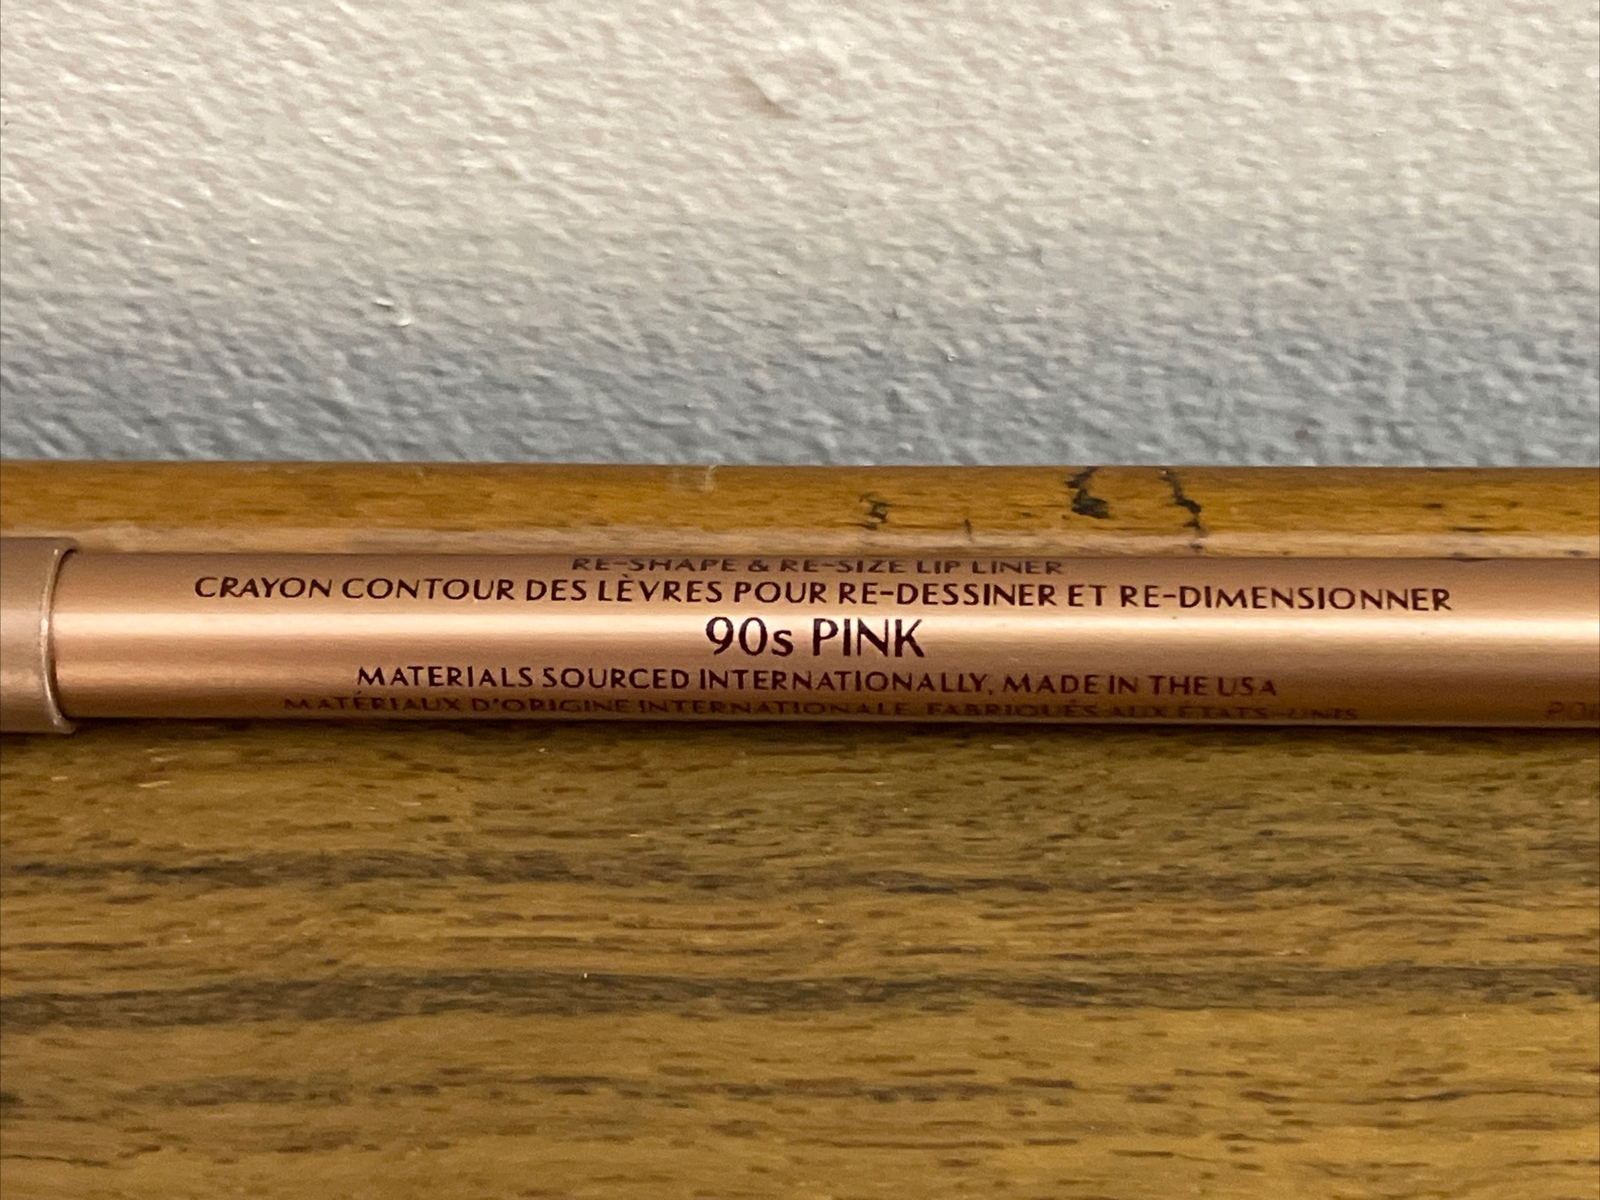 RE-SHAPE & RE-SIZE LIP LINER
CRAYON CONTOUR DES LÈVRES POUR RE-DESSINER ET RE-DIMENSIONNER
90s PINK
MATERIALS SOURCED INTERNATIONALLY, MADE IN THE USA
MATÉRIAUX D'ORIGINE INTERNATIONALE, FABRIQUÉS AUX ÉTATS-UNIS